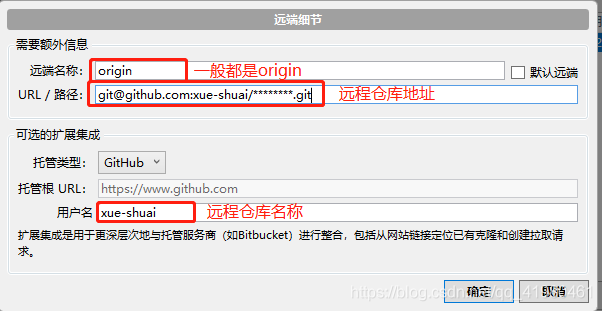 远端细节
需要额外信息
远端名称: origin 一般都是origin 默认远端
URL / 路径: git@github.com:xue-shuai/********.git 远程仓库地址
可选的扩展集成
托管类型: GitHub
托管根 URL: https://www.github.com
用户名 xue-shuai 远程仓库名称
扩展集成是用于更深层次地与托管服务商（如Bitbucket）进行整合，包括从网站链接定位已有克隆和创建拉取请
求。
确定 取消